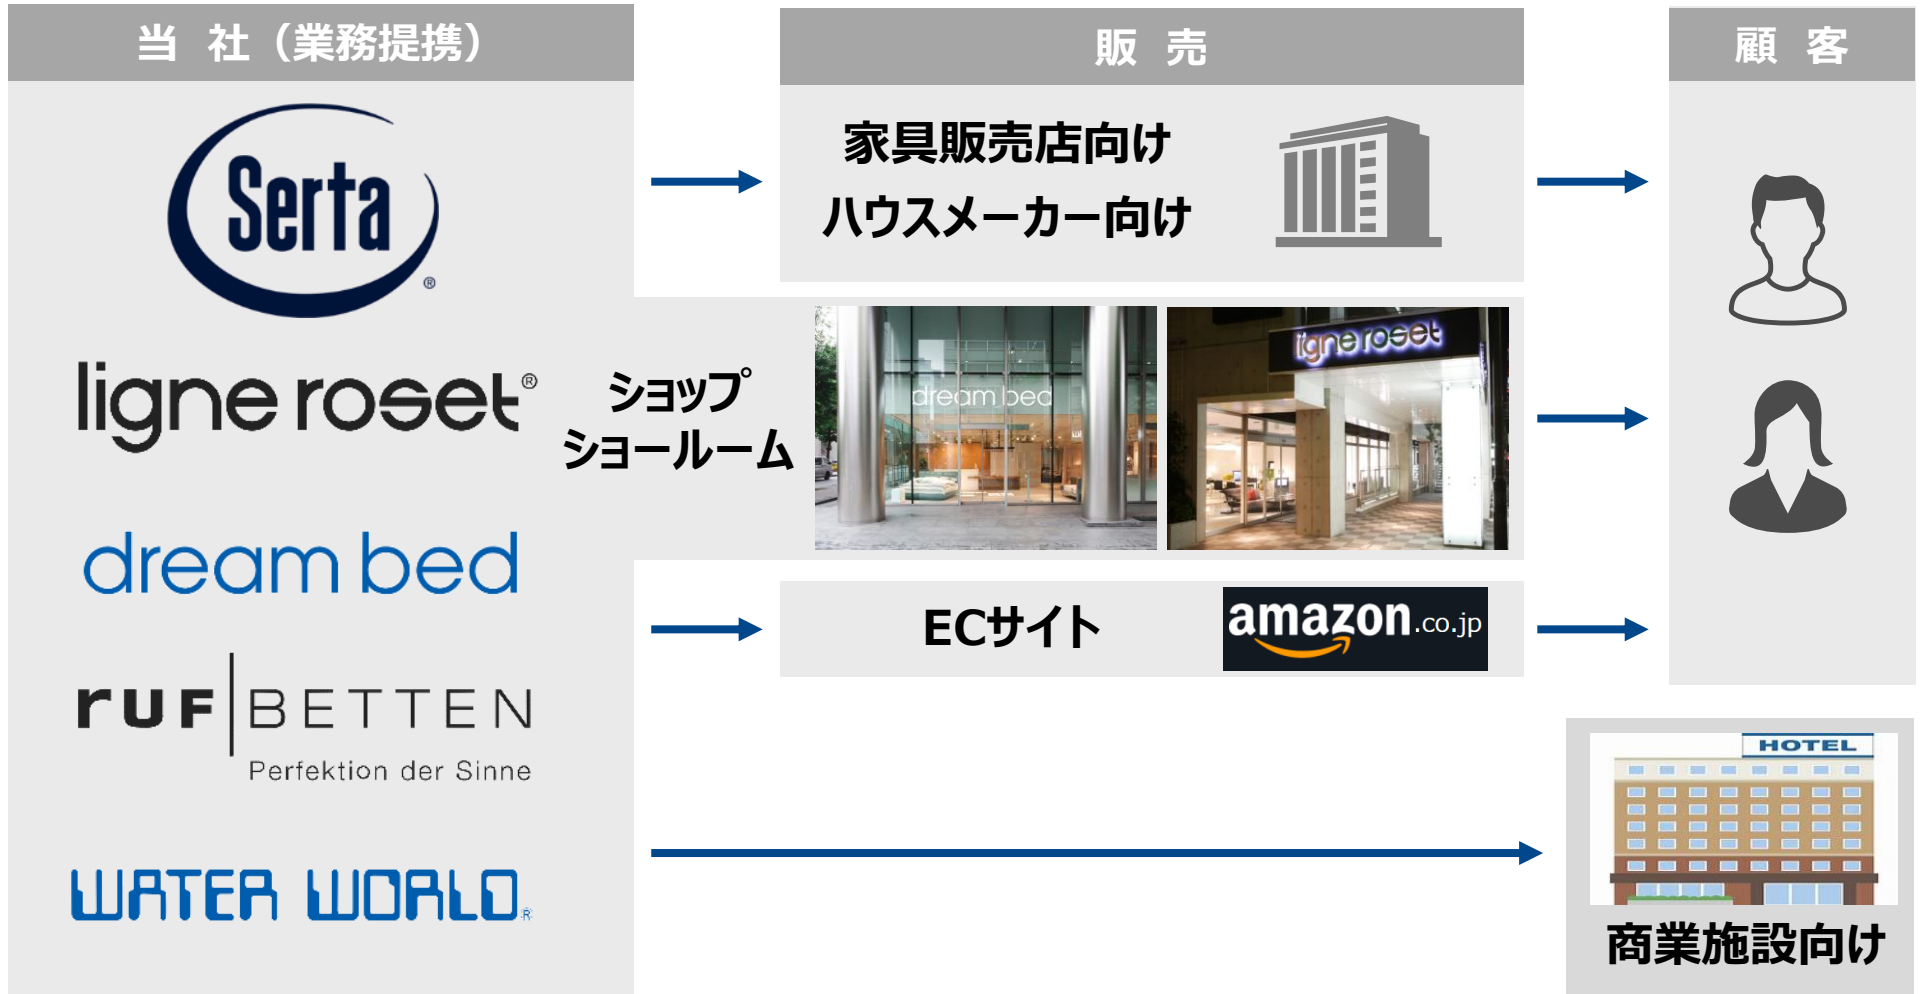 当 社（業務提携）
販 売
顧 客
Serta
®
ligne roset®
dream bed
ruf BETTEN
Perfektion der Sinne
WATER WORLD®
家具販売店向け
ハウスメーカー向け
ショップ
ショールーム
dream bed
ligne roset
ECサイト
amazon.co.jp
HOTEL
商業施設向け